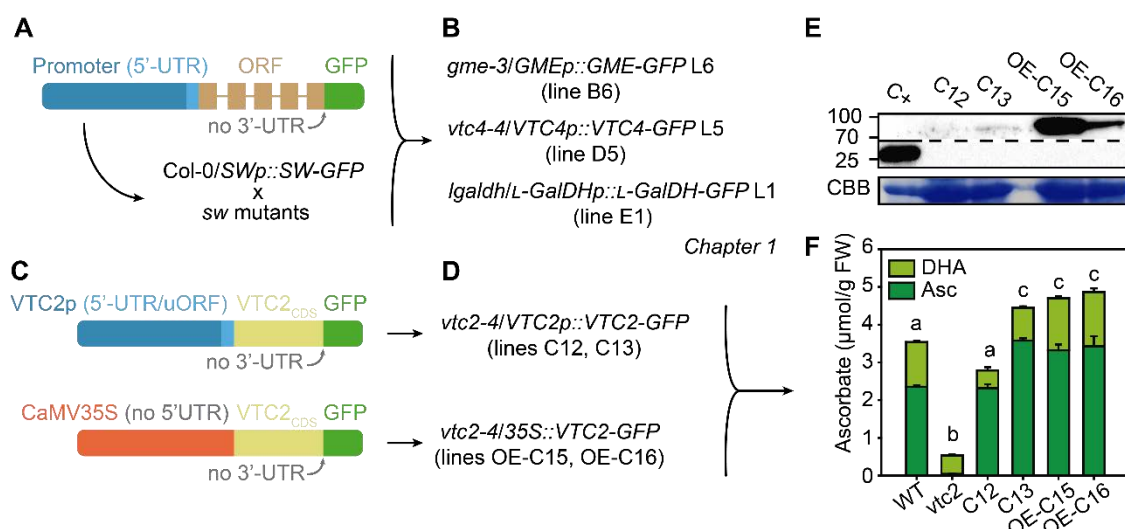 A
Promoter (5'-UTR) ORF GFP
no 3'-UTR
Col-0/SWp::SW-GFP
x
sw mutants
B
gme-3/GMEp::GME-GFP L6
(line B6)
vtc4-4/VTC4p::VTC4-GFP L5
(line D5)
lgaldh/L-GalDHp::L-GalDH-GFP L1
(line E1)
Chapter 1
C
VTC2p (5'-UTR/uORF) VTC2CDS GFP
no 3'-UTR
CaMV35S (no 5'UTR) VTC2CDS GFP
no 3'-UTR
D
vtc2-4/VTC2p::VTC2-GFP
(lines C12, C13)
vtc2-4/35S::VTC2-GFP
(lines OE-C15, OE-C16)
E
C+ C12 C13 OE-C15 OE-C16
100
70
25
CBB
F
Ascorbate (µmol/g FW)
6
5
4
3
2
1
0
DHA
Asc
a b a c c c
WT vtc2 C12 C13 OE-C15 OE-C16